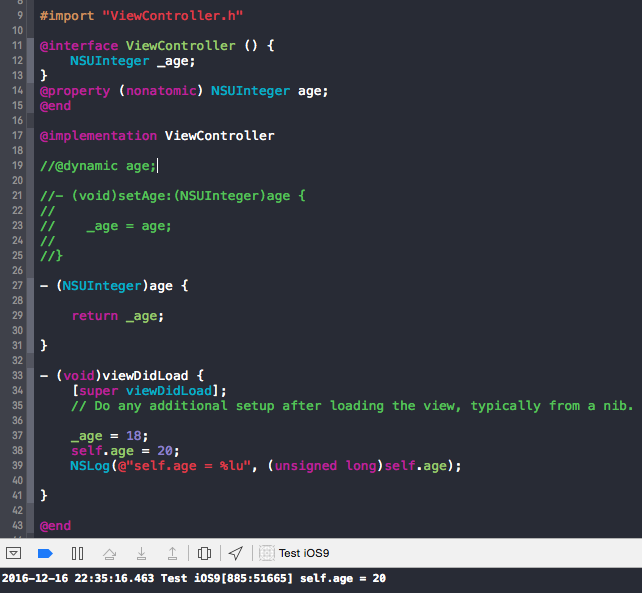 8
9 #import "ViewController.h"
10
11 @interface ViewController () {
12     NSUInteger _age;
13 }
14 @property (nonatomic) NSUInteger age;
15 @end
16
17 @implementation ViewController
18
19 //@dynamic age;
20
21 //- (void)setAge:(NSUInteger)age {
22 //
23 //    _age = age;
24 //
25 //}
26
27 - (NSUInteger)age {
28
29     return _age;
30
31 }
32
33 - (void)viewDidLoad {
34     [super viewDidLoad];
35     // Do any additional setup after loading the view, typically from a nib.
36
37     _age = 18;
38     self.age = 20;
39     NSLog(@"self.age = %lu", (unsigned long)self.age);
40
41 }
42
43 @end
Test iOS9
2016-12-16 22:35:16.463 Test iOS9[885:51665] self.age = 20